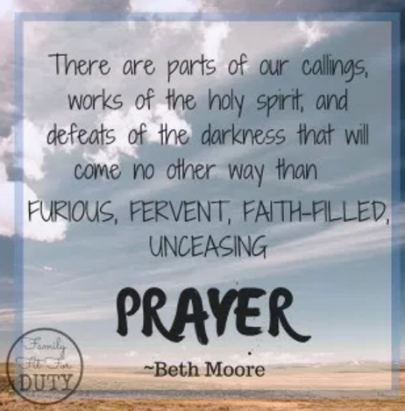 There are parts of our callings,
works of the holy spirit, and
defeats of the darkness that will
come no other way than
FURIOUS, FERVENT, FAITH-FILLED,
UNCEASING
PRAYER
~Beth Moore
Family
Fit For
DUTY